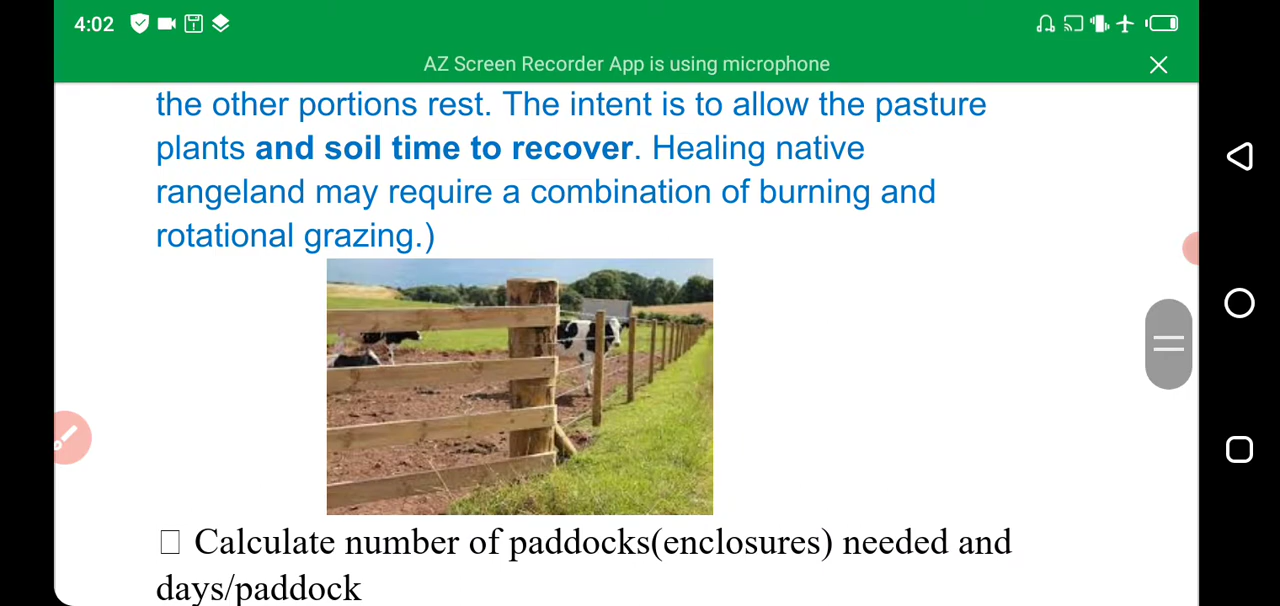 4:02
AZ Screen Recorder App is using microphone
the other portions rest. The intent is to allow the pasture
plants and soil time to recover. Healing native
rangeland may require a combination of burning and
rotational grazing.)
□ Calculate number of paddocks(enclosures) needed and
days/paddock